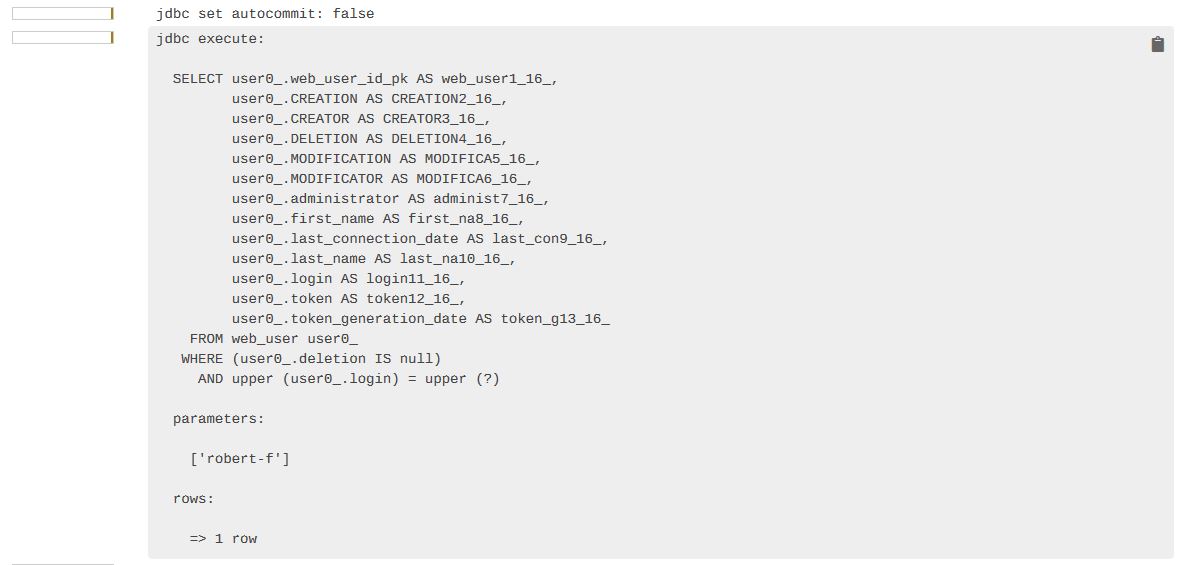 jdbc set autocommit: false
jdbc execute:
SELECT user0_.web_user_id_pk AS web_user1_16_,
user0_.CREATION AS CREATION2_16_,
user0_.CREATOR AS CREATOR3_16_,
user0_.DELETION AS DELETION4_16_,
user0_.MODIFICATION AS MODIFICA5_16_,
user0_.MODIFICATOR AS MODIFICA6_16_,
user0_.administrator AS administ7_16_,
user0_.first_name AS first_na8_16_,
user0_.last_connection_date AS last_con9_16_,
user0_.last_name AS last_na10_16_,
user0_.login AS login11_16_,
user0_.token AS token12_16_,
user0_.token_generation_date AS token_g13_16_
FROM web_user user0_
WHERE (user0_.deletion IS null)
AND upper (user0_.login) = upper (?)
parameters:
['robert-f']
rows:
=> 1 row